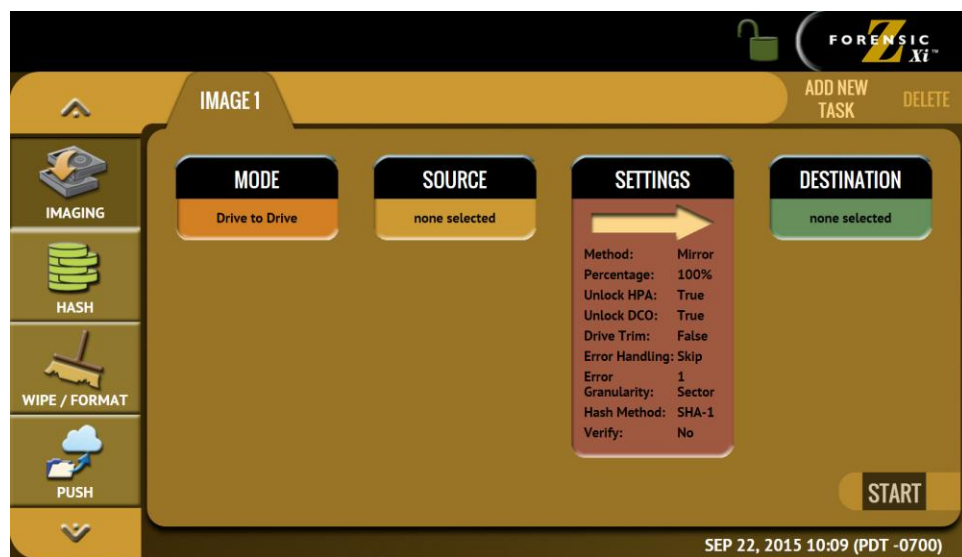 FORENSIC
Z
Xi™
IMAGE 1
ADD NEW
TASK
DELETE
IMAGING
HASH
WIPE / FORMAT
PUSH
MODE
Drive to Drive
SOURCE
none selected
SETTINGS
Method: Mirror
Percentage: 100%
Unlock HPA: True
Unlock DCO: True
Drive Trim: False
Error Handling: Skip
Error 1
Granularity: Sector
Hash Method: SHA-1
Verify: No
DESTINATION
none selected
START
SEP 22, 2015 10:09 (PDT -0700)